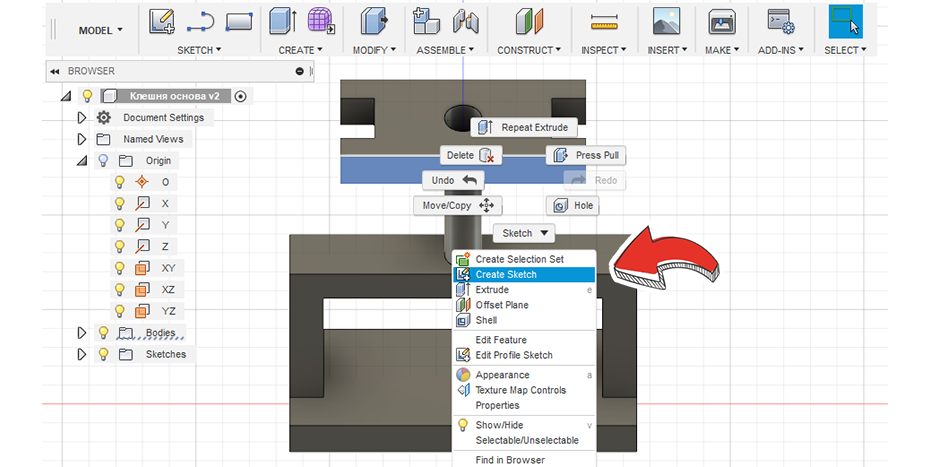 MODEL
SKETCH
CREATE
MODIFY
ASSEMBLE
CONSTRUCT
INSPECT
INSERT
MAKE
ADD-INS
SELECT
BROWSER
Клешня основа v2
Document Settings
Named Views
Origin
O
X
Y
Z
XY
XZ
YZ
Bodies
Sketches
Repeat Extrude
Delete
Press Pull
Undo
Redo
Move/Copy
Hole
Sketch
Create Selection Set
Create Sketch
Extrude e
Offset Plane
Shell
Edit Feature
Edit Profile Sketch
Appearance a
Texture Map Controls
Properties
Show/Hide v
Selectable/Unselectable
Find in Browser